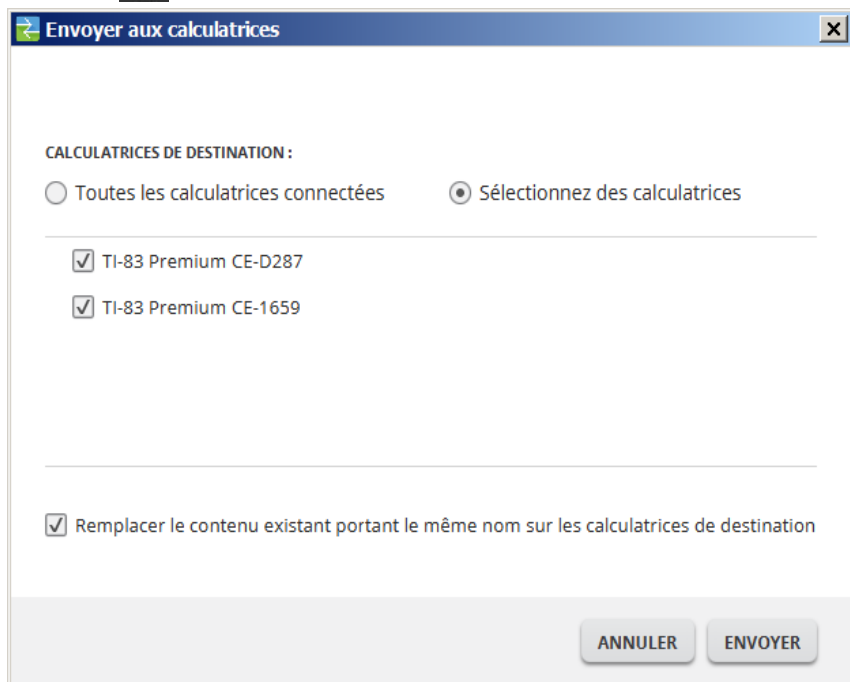 Envoyer aux calculatrices
CALCULATRICES DE DESTINATION :
Toutes les calculatrices connectées Sélectionnez des calculatrices
TI-83 Premium CE-D287
TI-83 Premium CE-1659
Remplacer le contenu existant portant le même nom sur les calculatrices de destination
ANNULER ENVOYER